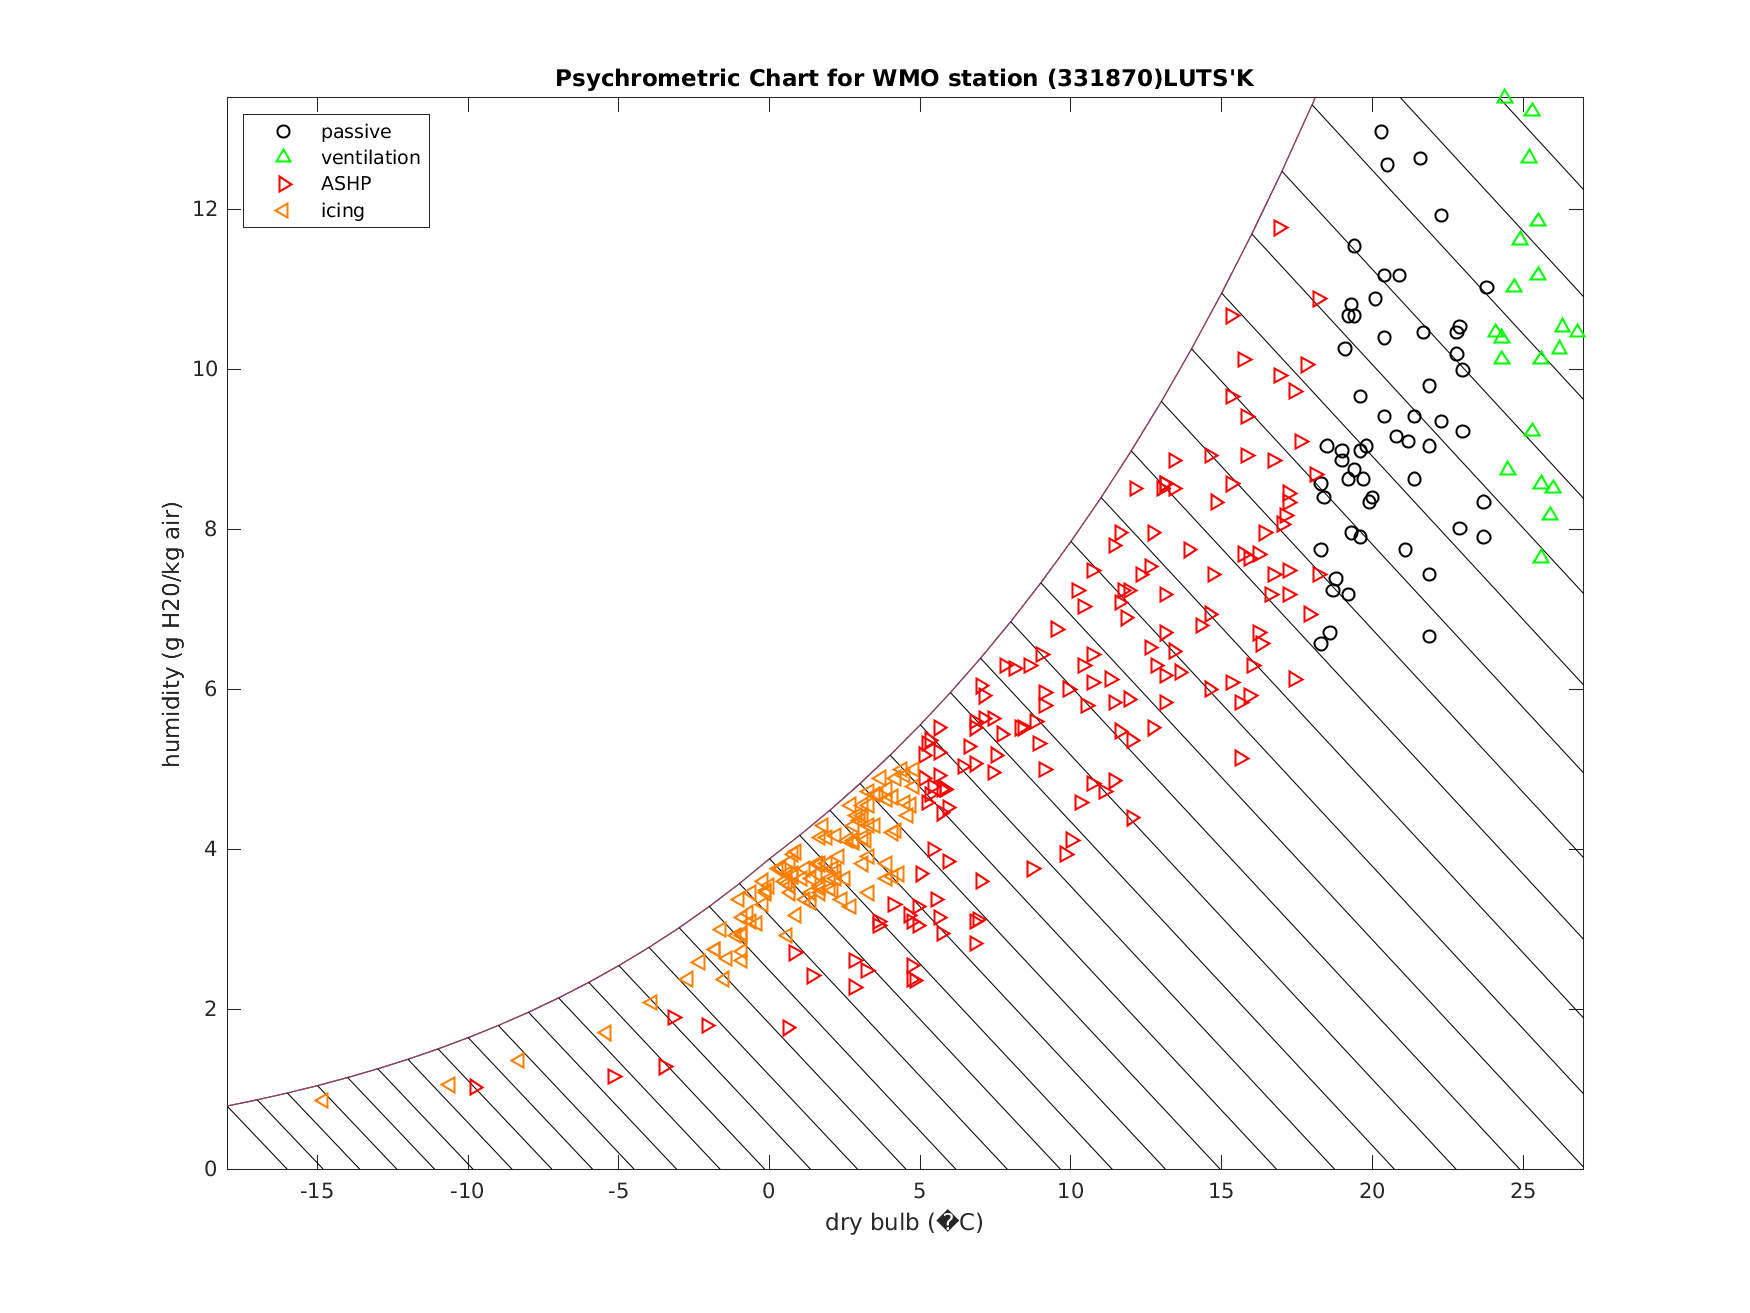 Psychrometric Chart for WMO station (331870)LUTS'K
passive
ventilation
ASHP
icing
humidity (g H20/kg air)
12
10
8
6
4
2
0
-15 -10 -5 0 5 10 15 20 25
dry bulb (�C)